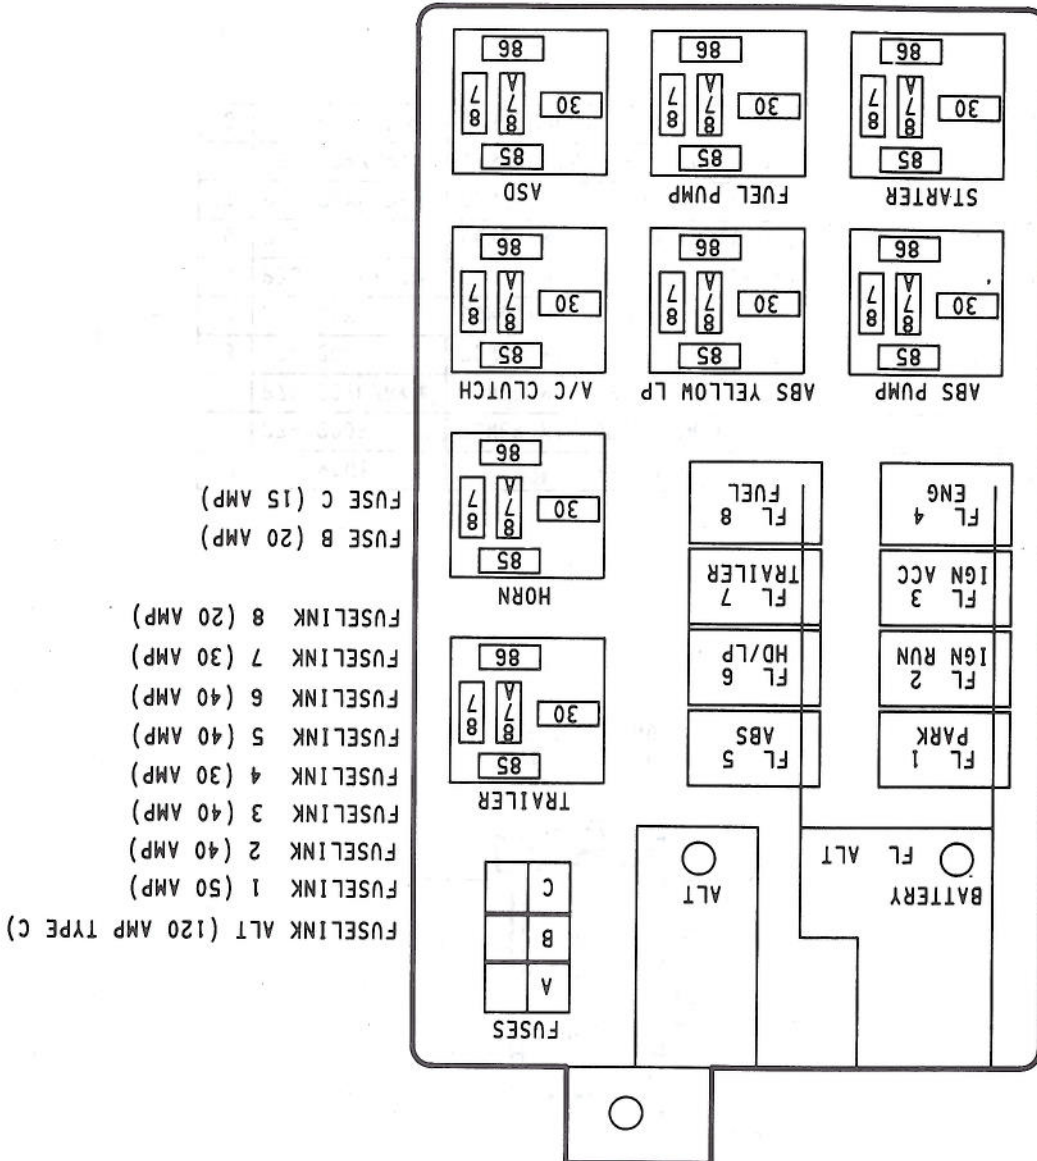 BATTERY
FL ALT
ALT
FUSES
A
B
C
FL 1
PARK
FL 2
IGN RUN
FL 3
IGN ACC
FL 4
ENG
FL 5
ABS
FL 6
HD/LP
FL 7
TRAILER
FL 8
FUEL
TRAILER
85
30
87A
87
86
HORN
85
30
87A
87
86
ABS PUMP
85
30
87A
87
86
ABS YELLOW LP
85
30
87A
87
86
A/C CLUTCH
85
30
87A
87
86
STARTER
85
30
87A
87
86
FUEL PUMP
85
30
87A
87
86
ASD
85
30
87A
87
86
FUSELINK ALT (120 AMP TYPE C)
FUSELINK 1 (50 AMP)
FUSELINK 2 (40 AMP)
FUSELINK 3 (40 AMP)
FUSELINK 4 (30 AMP)
FUSELINK 5 (40 AMP)
FUSELINK 6 (40 AMP)
FUSELINK 7 (30 AMP)
FUSELINK 8 (20 AMP)
FUSE B (20 AMP)
FUSE C (15 AMP)